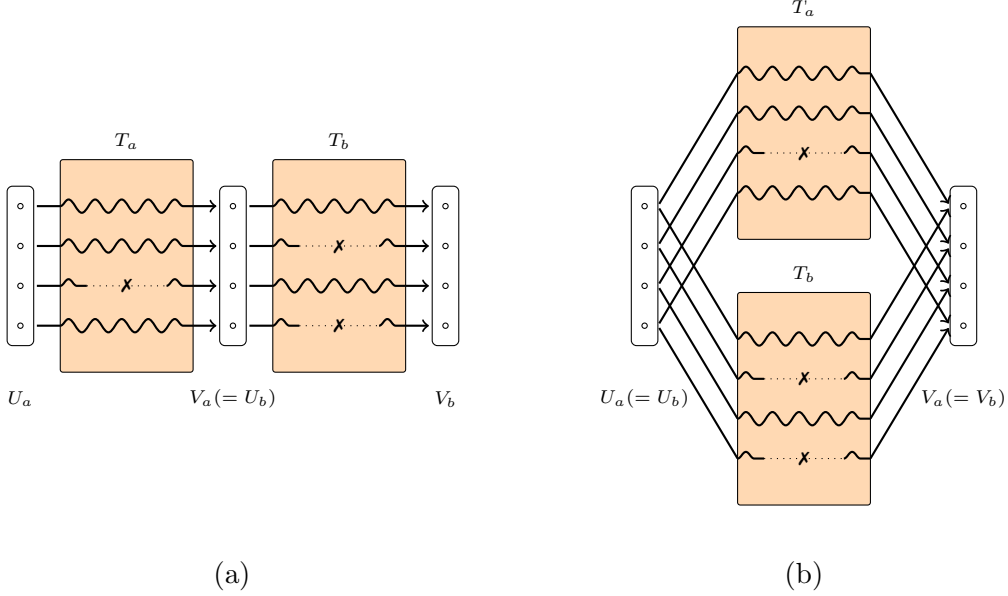 T_a
T_b
U_a
V_a(= U_b)
V_b
(a)
T_a
T_b
U_a(= U_b)
V_a(= V_b)
(b)